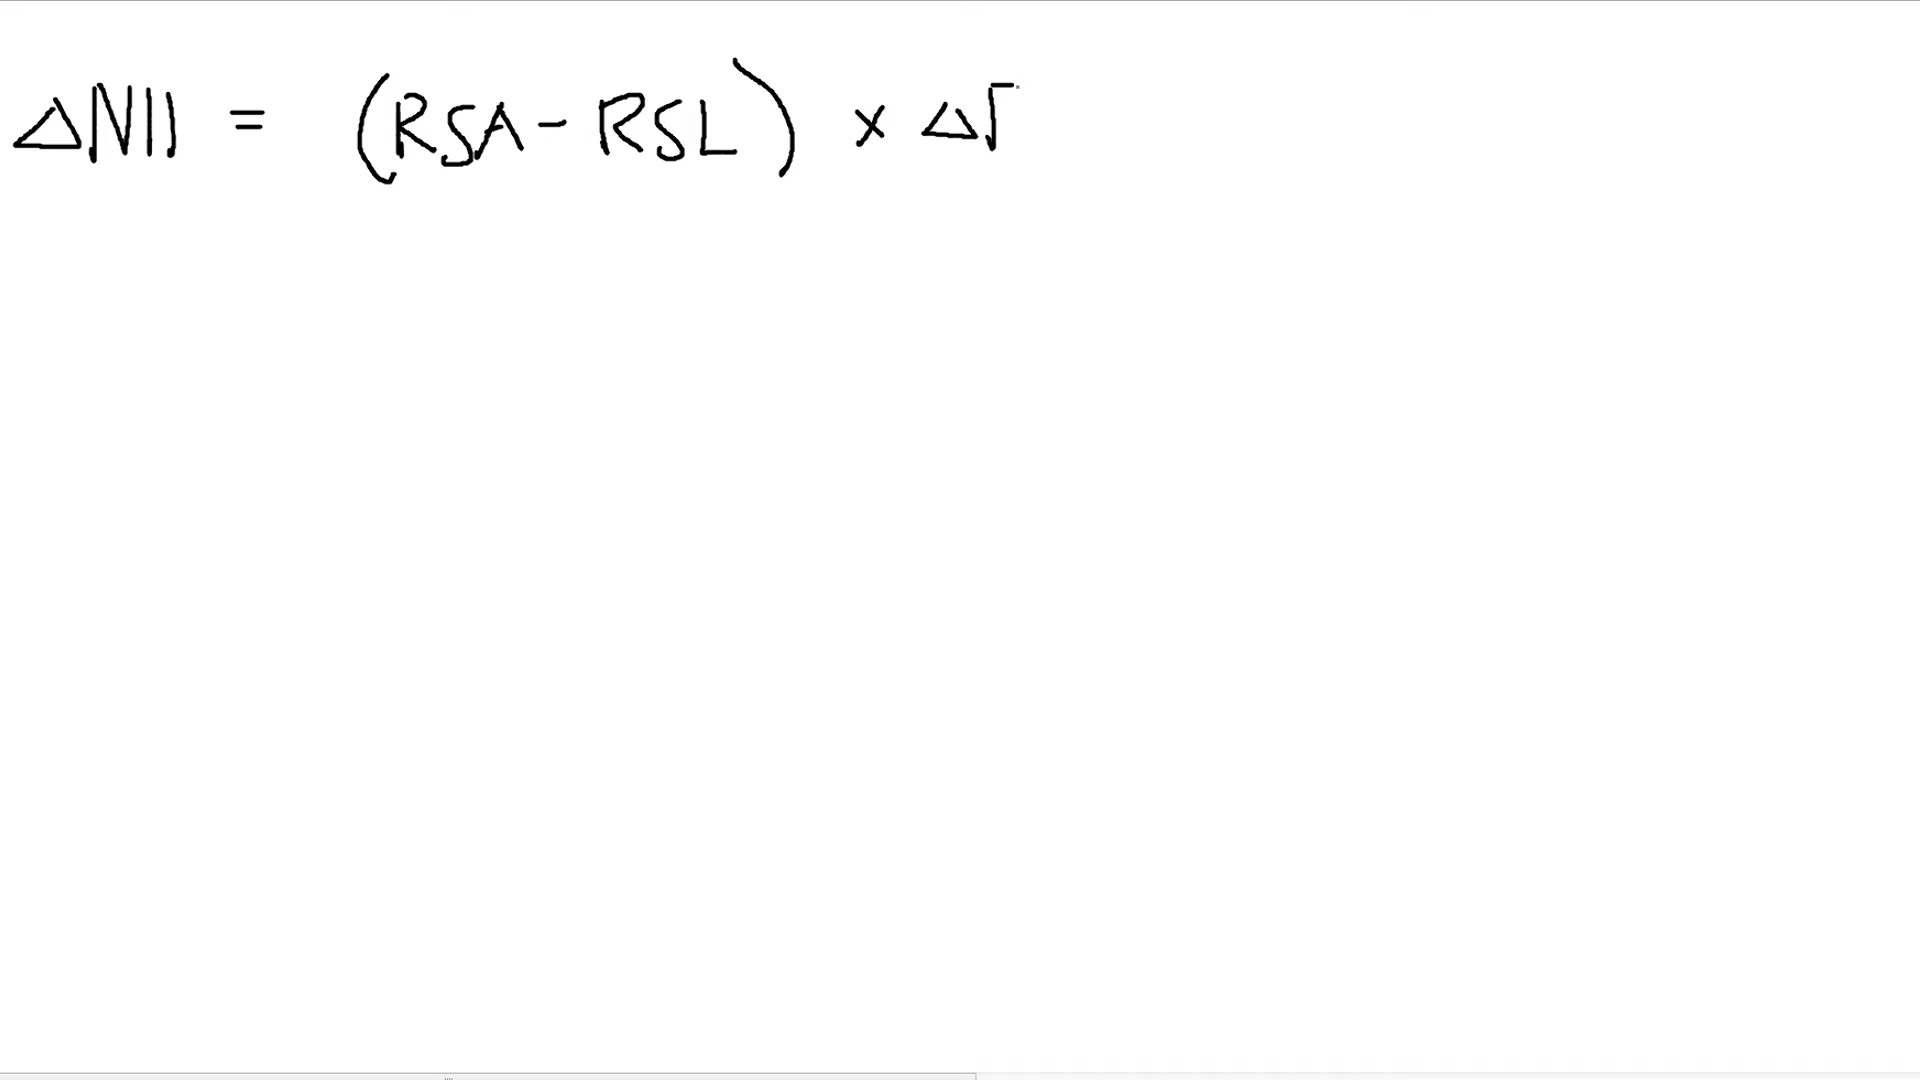 ΔNII = (RSA - RSL) x Δr